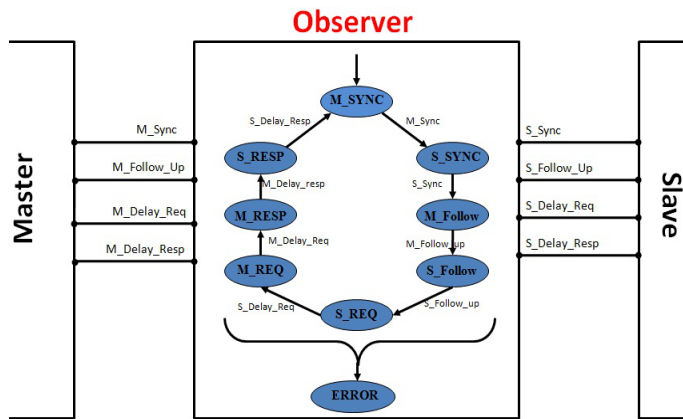 Observer
Master
M_Sync
M_Follow_Up
M_Delay_Req
M_Delay_Resp
M_SYNC
S_Delay_Resp
M_Sync
S_RESP
S_SYNC
M_Delay_resp
S_Sync
M_RESP
M_Follow
M_Delay_Req
M_Follow_up
M_REQ
S_Follow
S_Delay_Req
S_Follow_up
S_REQ
ERROR
S_Sync
S_Follow_Up
S_Delay_Req
S_Delay_Resp
Slave